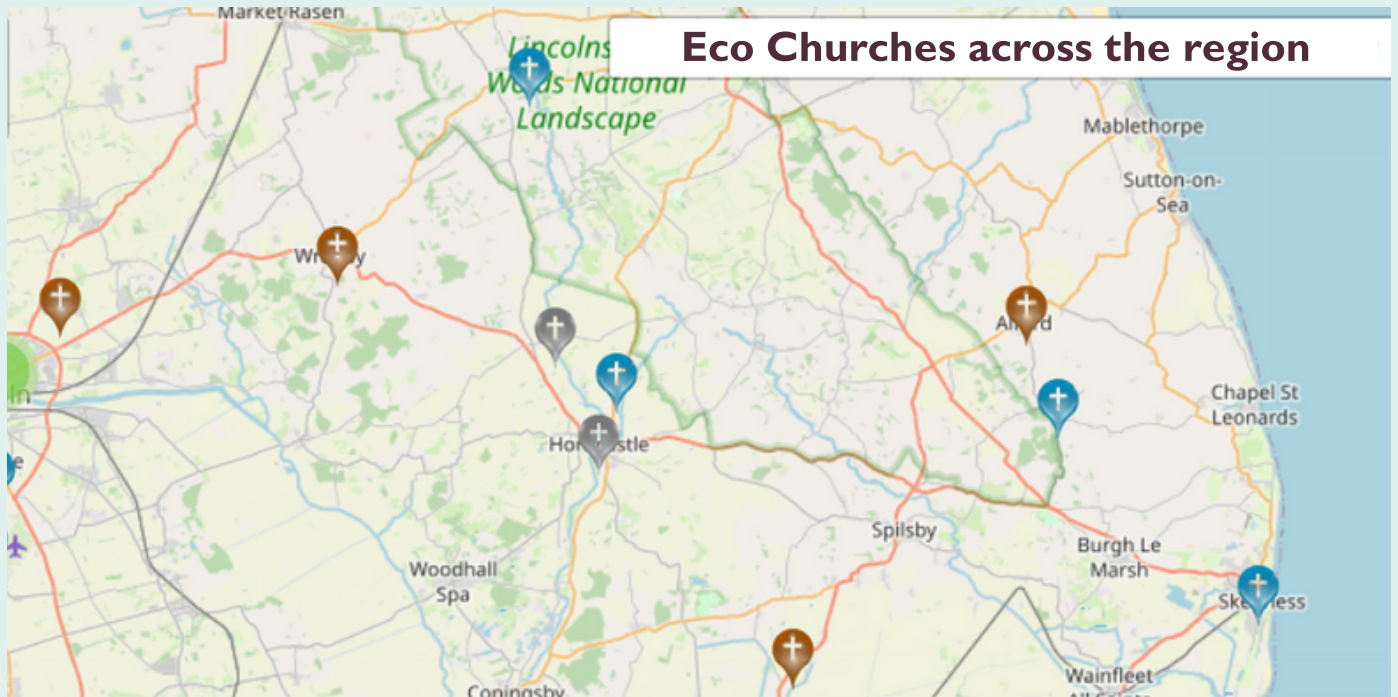 Market Rasen
Eco Churches across the region
Lincolns
Wolds National
Landscape
Mablethorpe
Sutton-on-
Sea
Chapel St
Leonards
Spilsby
Burgh Le
Marsh
Woodhall
Spa
Wainfleet
Coningsby